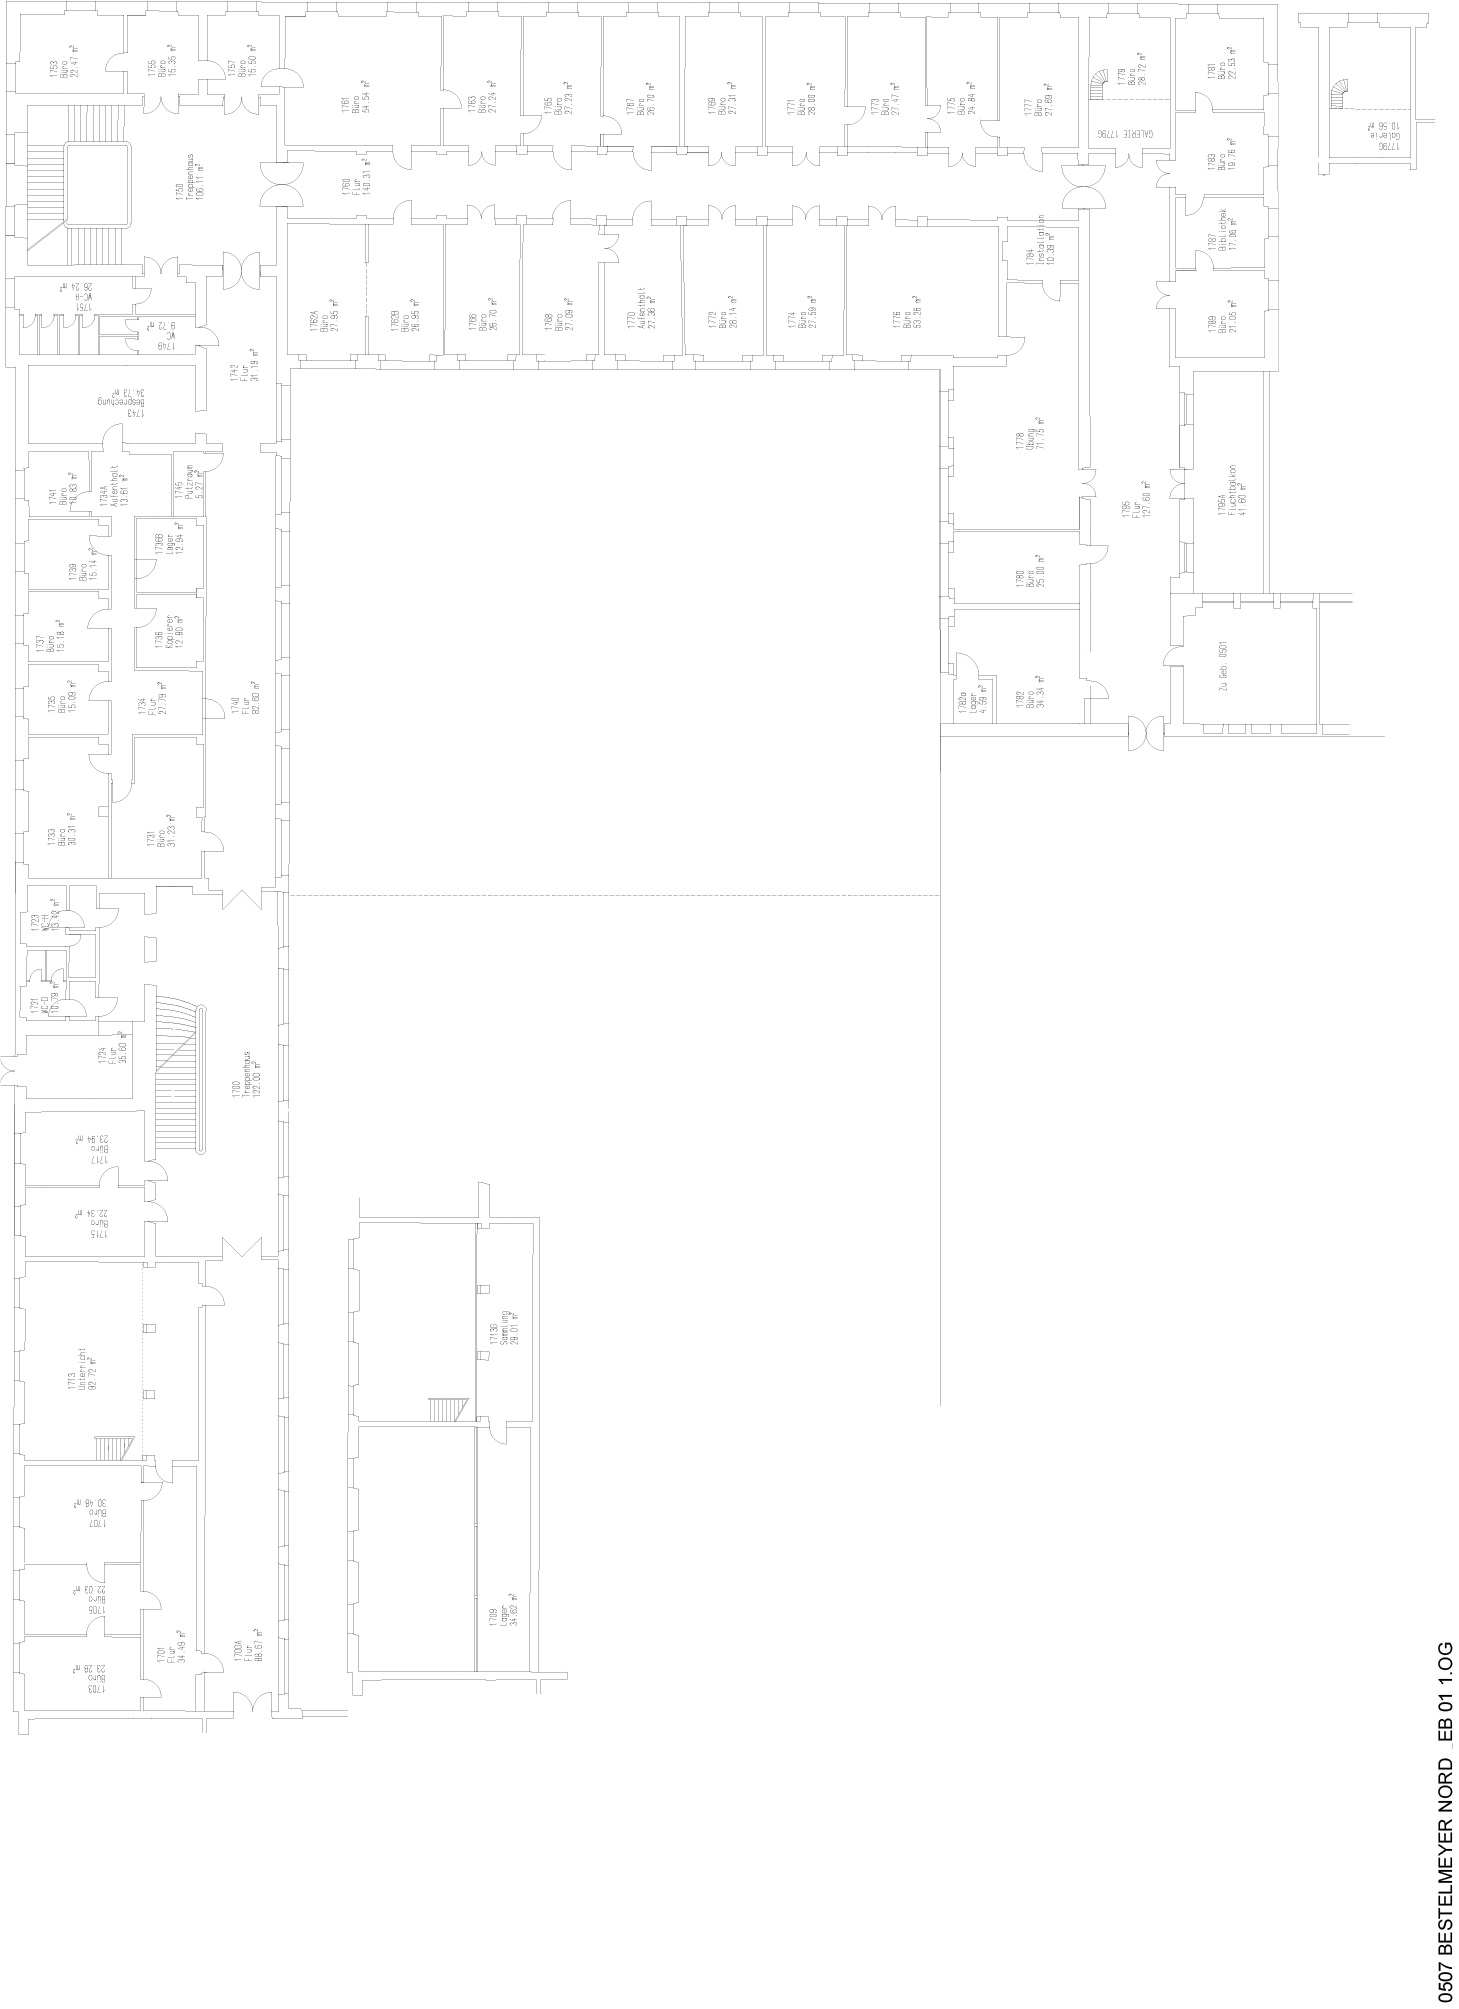 1753
Büro
22.47 m²
1755
Büro
15.35 m²
1757
Büro
15.50 m²
1761
Büro
54.54 m²
1763
Büro
27.24 m²
1765
Büro
27.23 m²
1767
Büro
26.70 m²
1769
Büro
27.31 m²
1771
Büro
28.00 m²
1773
Büro
27.47 m²
1775
Büro
24.84 m²
1777
Büro
27.69 m²
1779
Büro
28.72 m²
GALERIE 1779G
1781
Büro
22.53 m²
1779G
Galerie
10.56 m²
1783
Büro
19.76 m²
1787
Bibliothek
17.06 m²
1789
Büro
21.05 m²
1750
Treppenhaus
106.11 m²
1760
Flur
140.31 m²
1751
WC-H
26.24 m²
1749
WC
9.72 m²
1742
Flur
31.19 m²
1762A
Büro
27.95 m²
1762B
Büro
26.95 m²
1766
Büro
26.70 m²
1768
Büro
27.09 m²
1770
Aufenthalt
27.36 m²
1772
Büro
28.14 m²
1774
Büro
27.59 m²
1776
Büro
53.26 m²
1784
Installation
10.39 m²
1743
Besprechung
34.73 m²
1741
Büro
10.83 m²
1734A
Aufenthalt
13.61 m²
1745
Putzraum
5.27 m²
1739
Büro
15.14 m²
1736B
Lager
12.94 m²
1737
Büro
15.18 m²
1736
Kopierer
12.80 m²
1735
Büro
15.09 m²
1734
Flur
27.79 m²
1740
Flur
82.60 m²
1733
Büro
30.31 m²
1731
Büro
31.23 m²
1778
Übung
71.75 m²
1795
Flur
127.60 m²
1795A
Fluchtbalkon
41.60 m²
1780
Büro
25.00 m²
1782a
Lager
4.59 m²
1782
Büro
34.34 m²
Zu Geb. 0501
1723
WC-H
13.42 m²
1721
WC-D
10.79 m²
1724
Flur
35.60 m²
1700
Treppenhaus
122.00 m²
1717
Büro
23.94 m²
1715
Büro
22.34 m²
1713
Unterricht
92.72 m²
1713G
Sammlung
29.01 m²
1707
Büro
30.46 m²
1705
Büro
22.03 m²
1703
Büro
23.26 m²
1701
Flur
34.49 m²
1700A
Flur
88.67 m²
1709
Lager
34.62 m²
0507 BESTELMEYER NORD _EB 01 1.OG